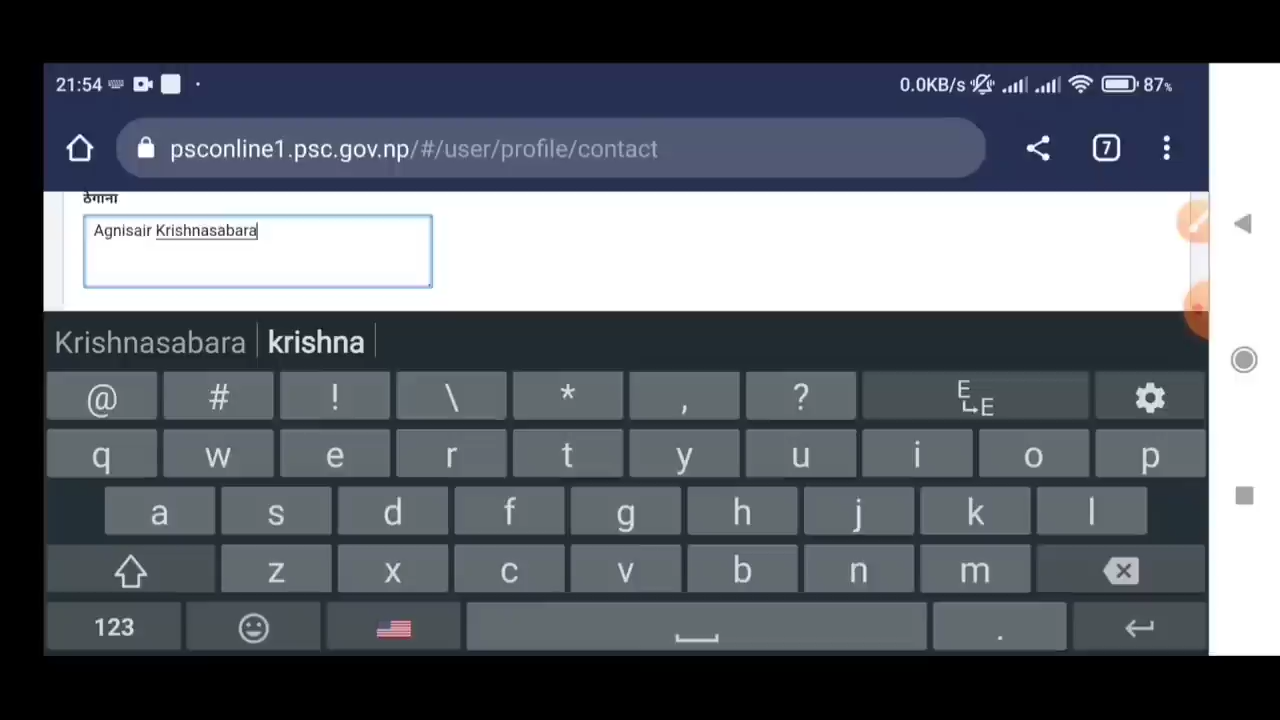 21:54 0.0KB/s 87%
psconline1.psc.gov.np/#/user/profile/contact 7
ठेगाना
Agnisair Krishnasabara
Krishnasabara krishna
@ # ! \ * , ? E E
q w e r t y u i o p
a s d f g h j k l
z x c v b n m
123 .